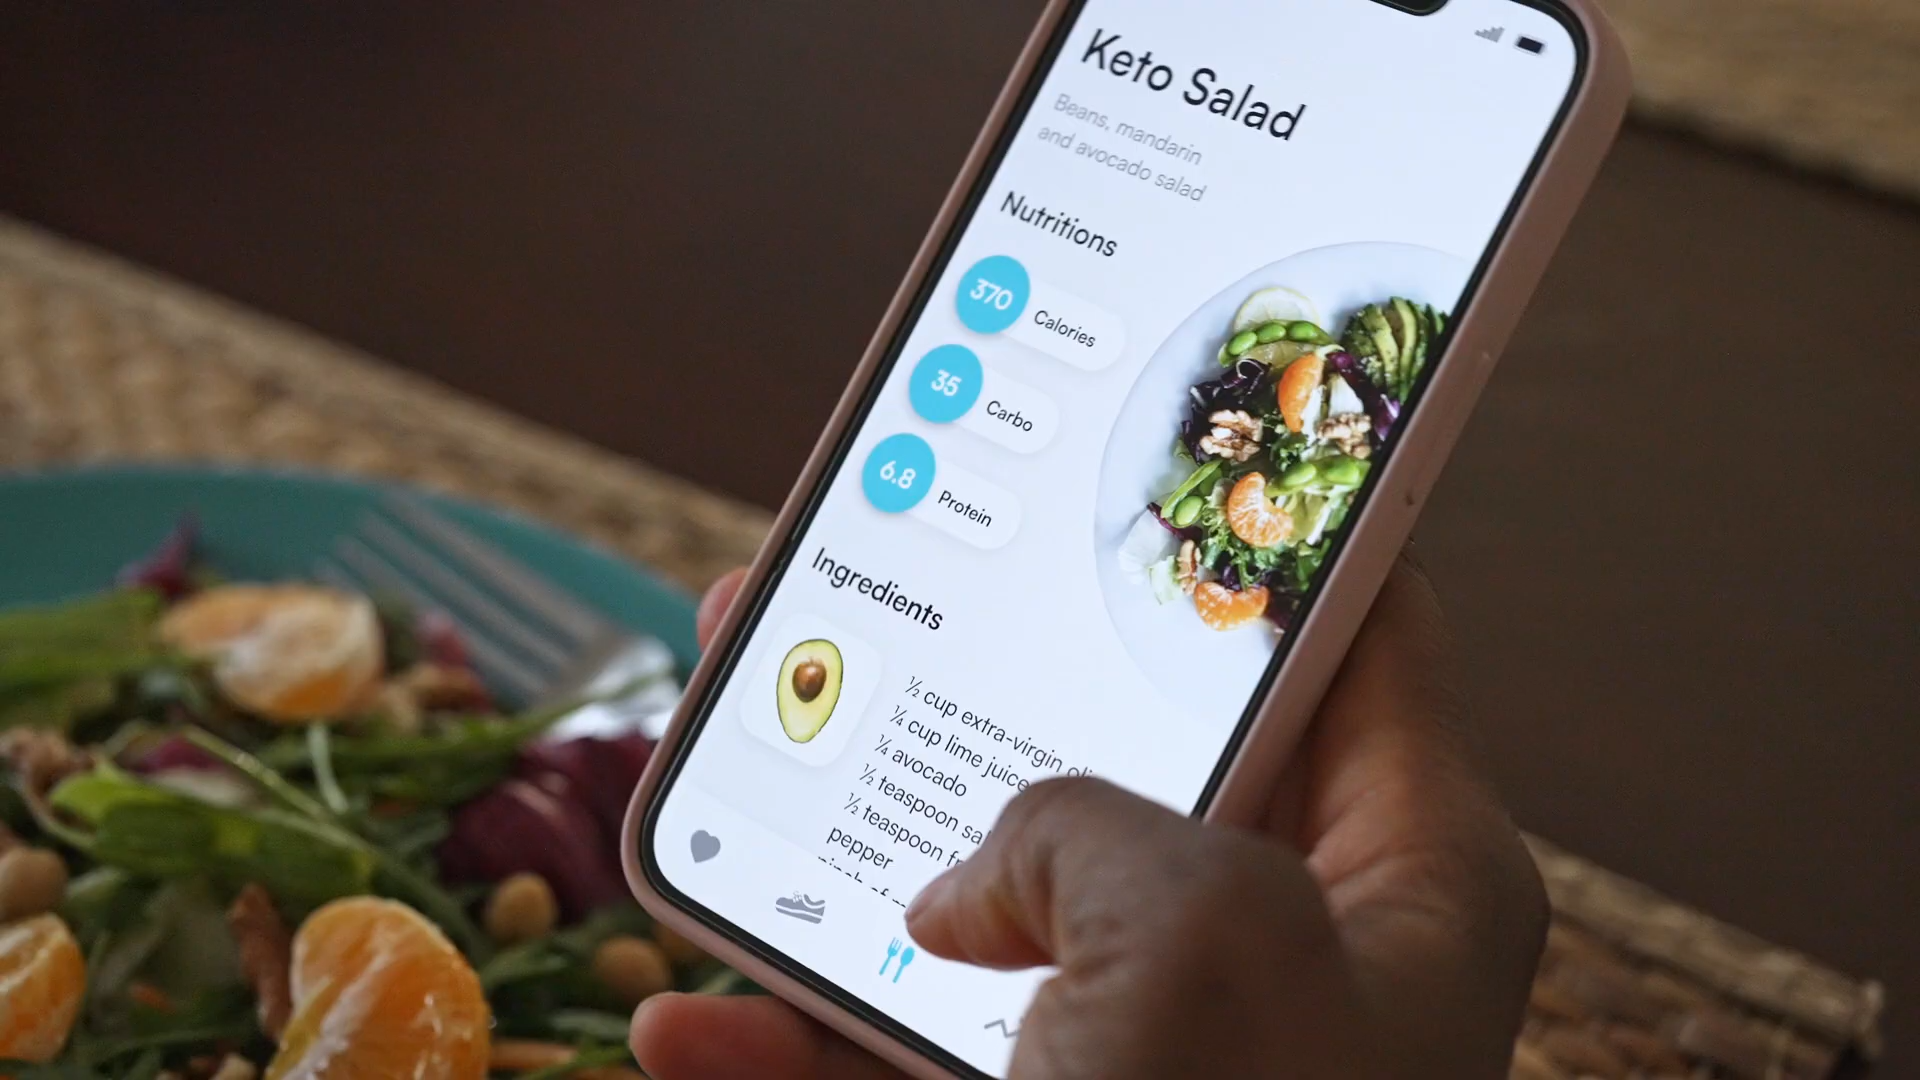 Keto Salad
Beans, mandarin
and avocado salad
Nutritions
370 Calories
35 Carbo
6.8 Protein
Ingredients
½ cup extra-virgin
¼ cup lime juice
¼ avocado
½ teaspoon
½ teaspoon
pepper